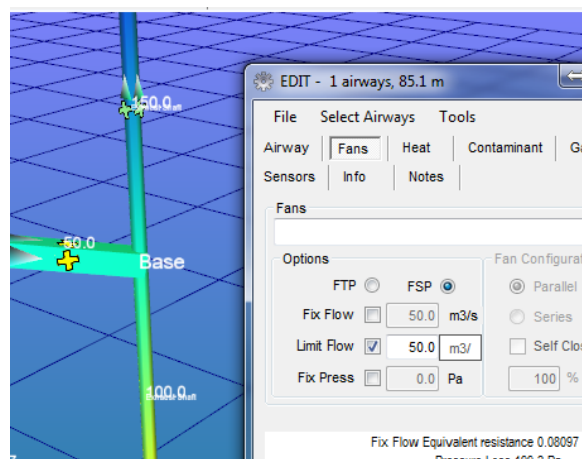 150.0
50.0
Base
100.0
Exhaust Shaft
EDIT - 1 airways, 85.1 m
File Select Airways Tools
Airway Fans Heat Contaminant
Sensors Info Notes
Fans
Options
FTP FSP
Fix Flow 50.0 m3/s
Limit Flow 50.0 m3/
Fix Press 0.0 Pa
Fan Configurat
Parallel
Series
Self Clos
100 %
Fix Flow Equivalent resistance 0.08097